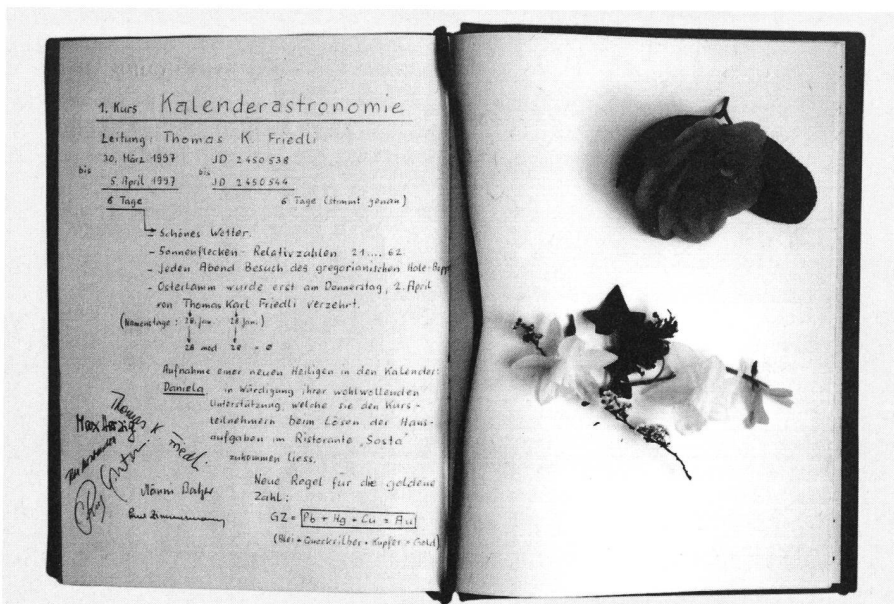 1. Kurs Kalenderastronomie
Leitung: Thomas K. Friedli
30. März 1997 JD 2450538
bis bis
5. April 1997 JD 2450544
6 Tage 6 Tage (stimmt genau)
- Schönes Wetter.
- Sonnenflecken-Relativzahlen 21.... 62
- jeden Abend Besuch des gregorianischen Hale-Bopp
- Osterlamm wurde erst am Donnerstag, 2. April
von Thomas Karl Friedli verzehrt.
(Namenstage: 28. Jan. 28. Jan.)
28 mod 28 = 0
Aufnahme einer neuen Heiligen in den Kalender:
Daniela in Würdigung ihrer wohlwollenden
Unterstützung, welche sie den Kurs-
teilnehmern beim Lösen der Haus-
aufgaben im Ristorante "Sosta"
zukommen liess.
Thomas K Friedli.
Nänni
Paul Zimmermann
Neue Regel für die goldene
Zahl:
GZ = Pb + Hg + Cu = Au
(Blei + Quecksilber + Kupfer = Gold)